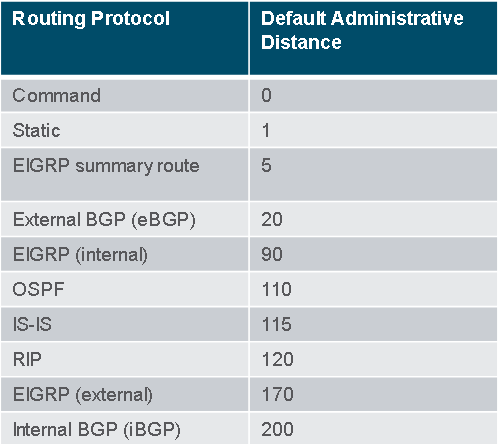 Routing Protocol Default Administrative
Distance
Command 0
Static 1
EIGRP summary route 5
External BGP (eBGP) 20
EIGRP (internal) 90
OSPF 110
IS-IS 115
RIP 120
EIGRP (external) 170
Internal BGP (iBGP) 200